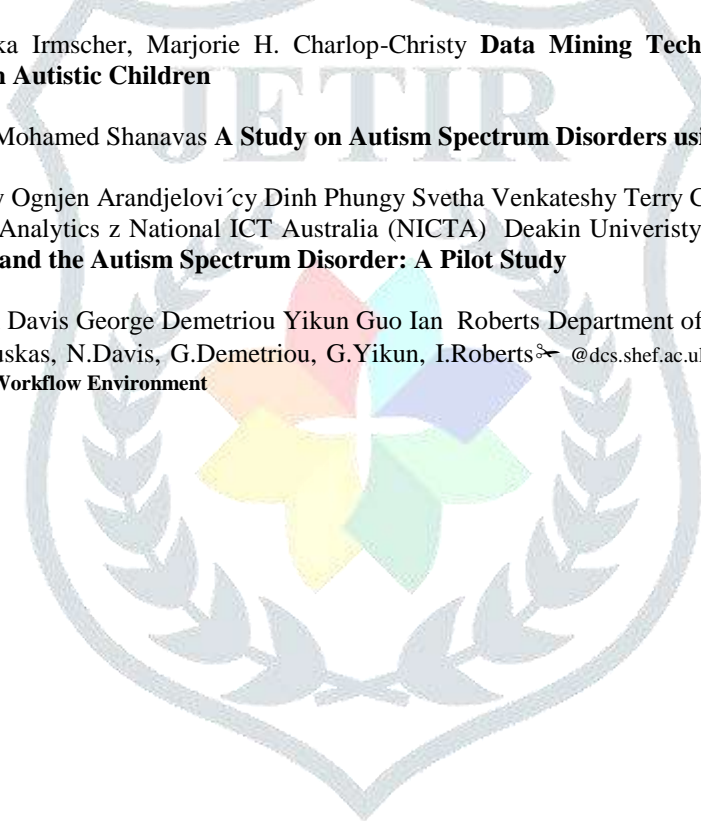 ka Irmscher, Marjorie H. Charlop-Christy Data Mining Tech
n Autistic Children
JETIR
Mohamed Shanavas A Study on Autism Spectrum Disorders usi
y Ognjen Arandjelovi´cy Dinh Phungy Svetha Venkateshy Terry
Analytics z National ICT Australia (NICTA) Deakin Univeristy
and the Autism Spectrum Disorder: A Pilot Study
Davis George Demetriou Yikun Guo Ian Roberts Department of
uskas, N.Davis, G.Demetriou, G.Yikun, I.Roberts✂ @dcs.shef.ac.ul
Workflow Environment